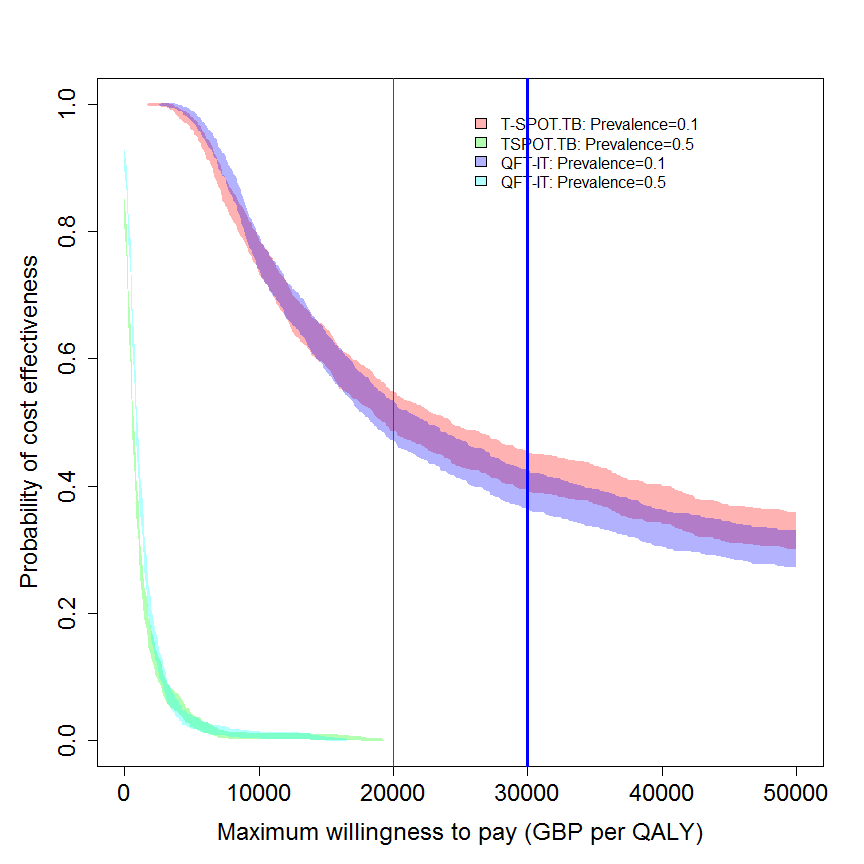 1.0
0.8
0.6
0.4
0.2
0.0
Probability of cost effectiveness
T-SPOT.TB: Prevalence=0.1
TSPOT.TB: Prevalence=0.5
QFT-IT: Prevalence=0.1
QFT-IT: Prevalence=0.5
0 10000 20000 30000 40000 50000
Maximum willingness to pay (GBP per QALY)